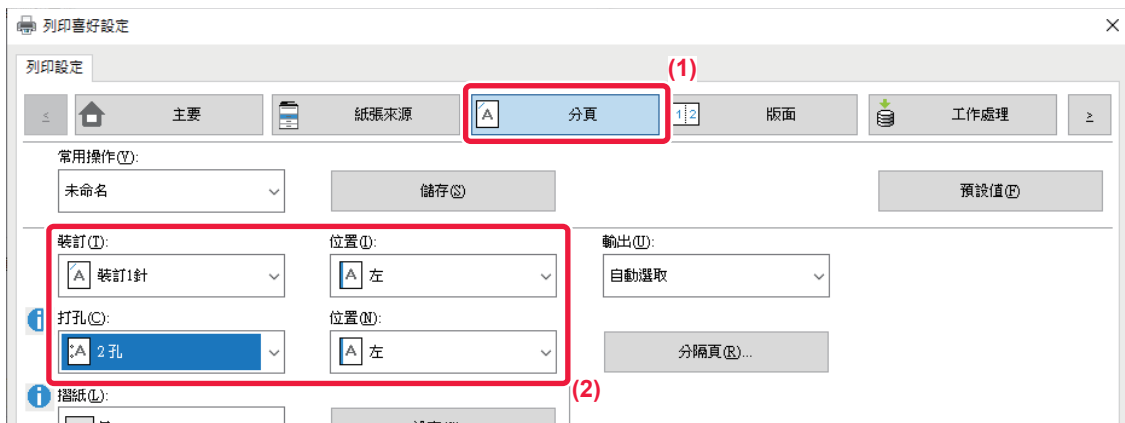 列印喜好設定
列印設定
(1)
< 主要 紙張來源 分頁 版面 工作處理 >
常用操作(V):
未命名 儲存(S) 預設值(F)
裝訂(T): 位置(I): 輸出(U):
裝訂1針 左 自動選取
打孔(C): 位置(N):
2 孔 左 分隔頁(R)...
摺紙(L): (2)